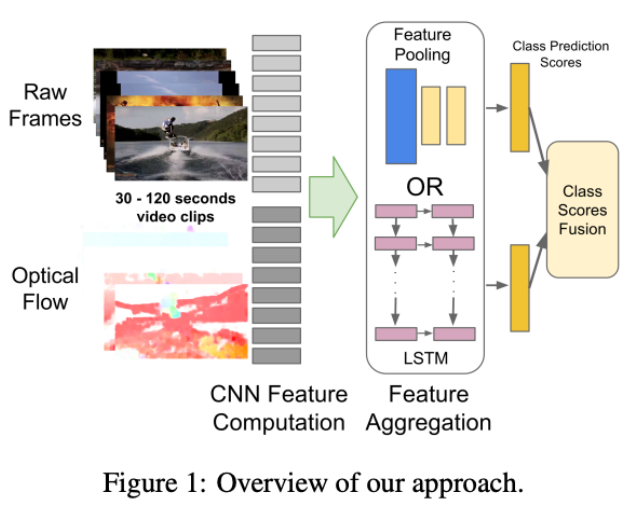 Raw
Frames
30 - 120 seconds
video clips
Optical
Flow
CNN Feature
Computation
Feature
Pooling
OR
LSTM
Feature
Aggregation
Class Prediction
Scores
Class
Scores
Fusion
Figure 1: Overview of our approach.